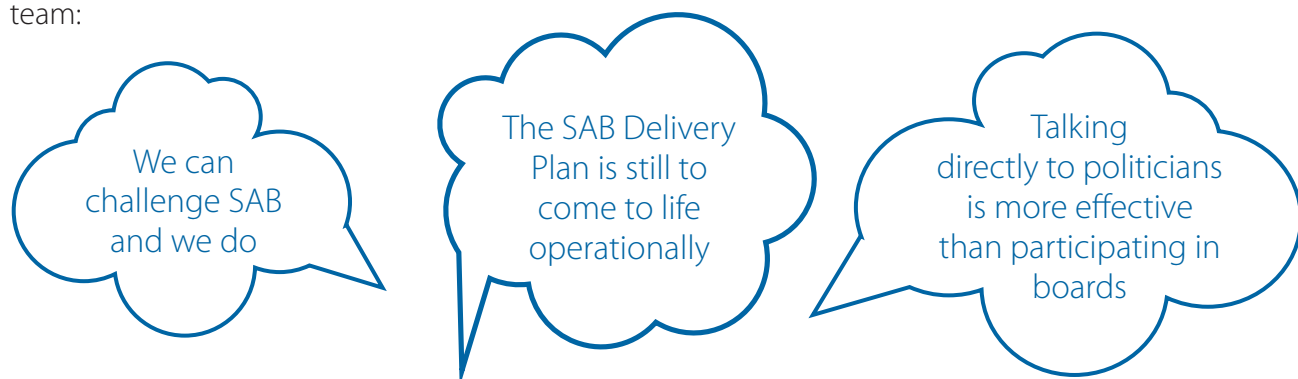 team:
We can
challenge SAB
and we do
The SAB Delivery
Plan is still to
come to life
operationally
Talking
directly to politicians
is more effective
than participating in
boards